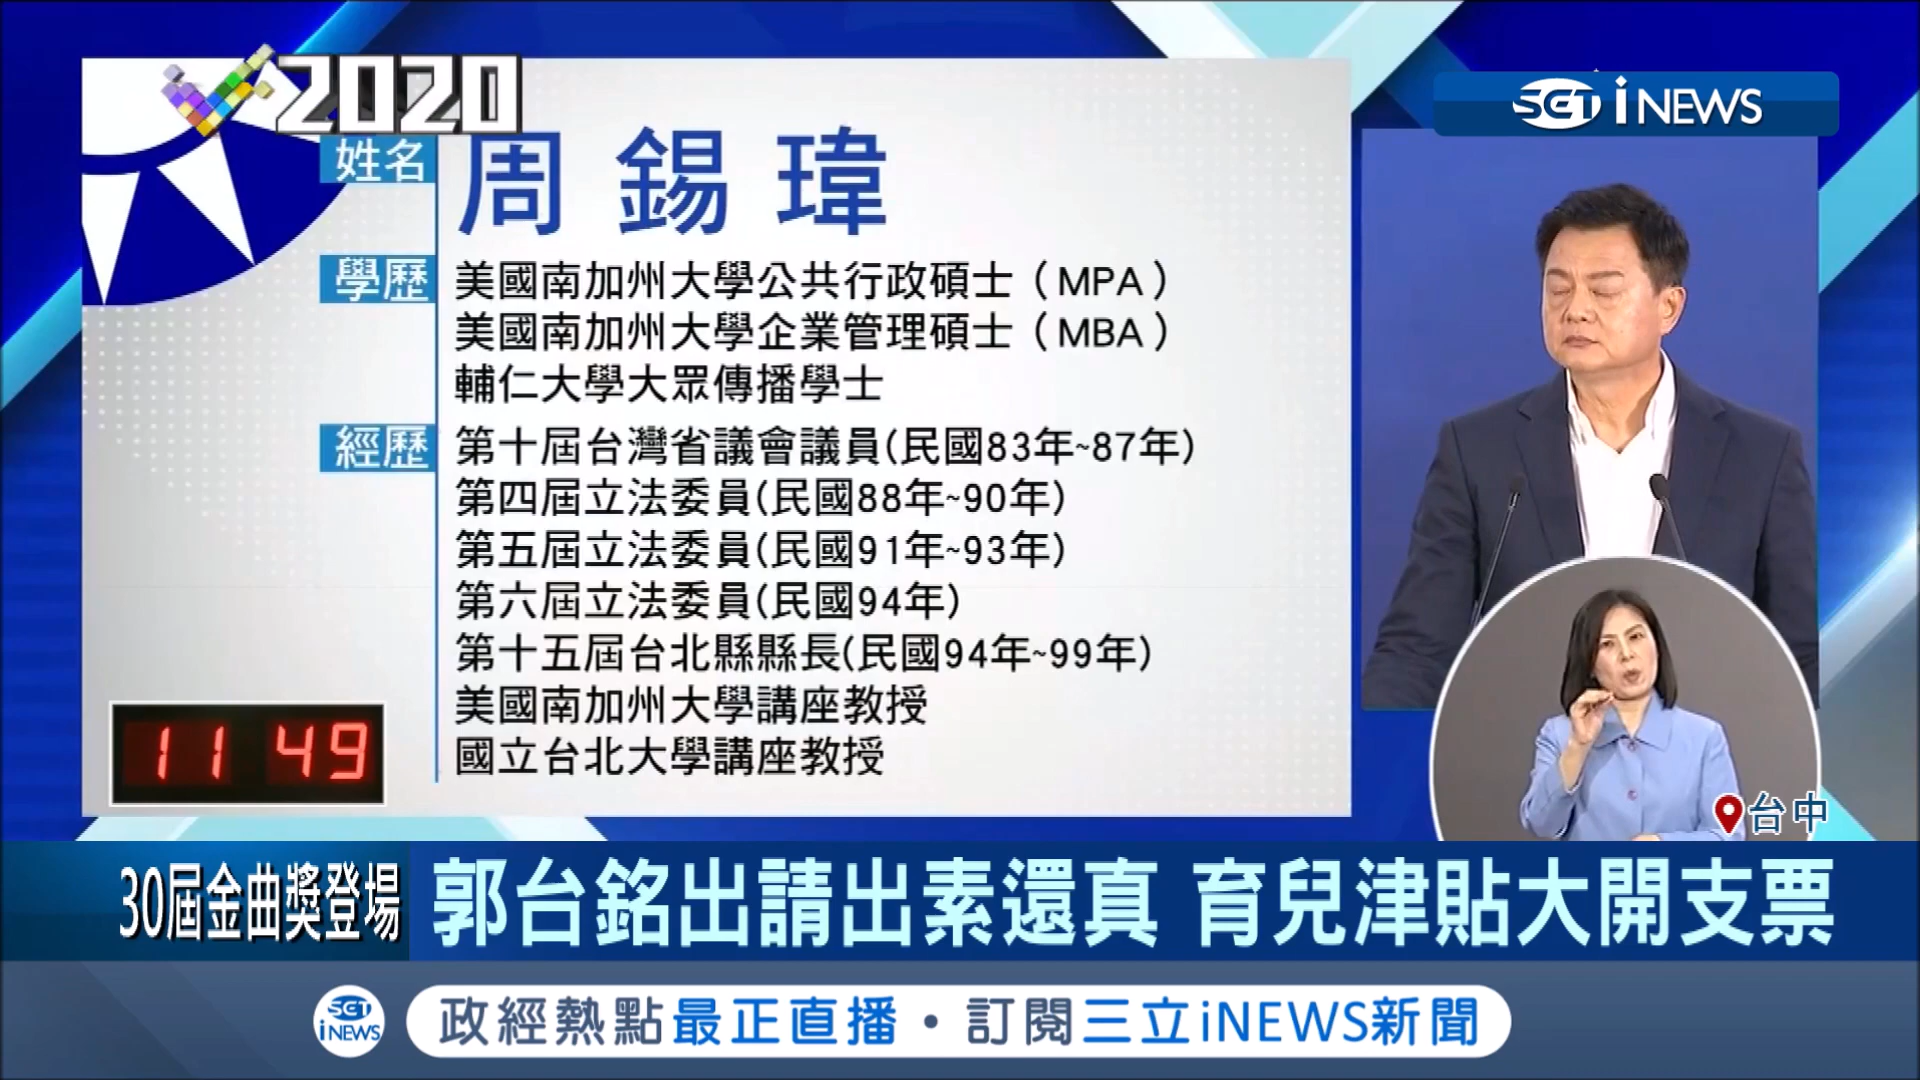 2020
SET iNEWS
姓名
周錫瑋
學歷
美國南加州大學公共行政碩士（MPA）
美國南加州大學企業管理碩士（MBA）
輔仁大學大眾傳播學士
經歷
第十屆台灣省議會議員(民國83年~87年)
第四屆立法委員(民國88年~90年)
第五屆立法委員(民國91年~93年)
第六屆立法委員(民國94年)
第十五屆台北縣縣長(民國94年~99年)
美國南加州大學講座教授
國立台北大學講座教授
11 49
台中
30屆金曲獎登場
郭台銘出請出素還真 育兒津貼大開支票
SET iNEWS
政經熱點最正直播・訂閱三立iNEWS新聞